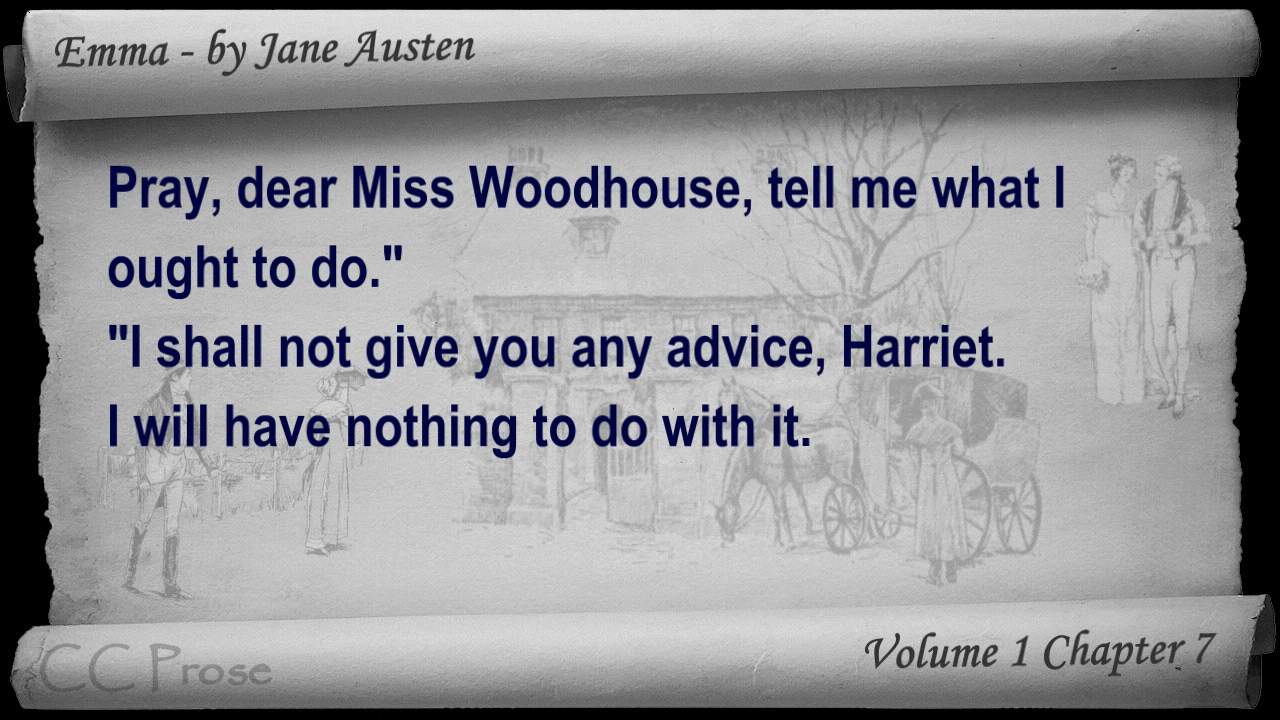 Emma - by Jane Austen
Pray, dear Miss Woodhouse, tell me what I
ought to do."
"I shall not give you any advice, Harriet.
I will have nothing to do with it.
CC Prose
Volume 1 Chapter 7